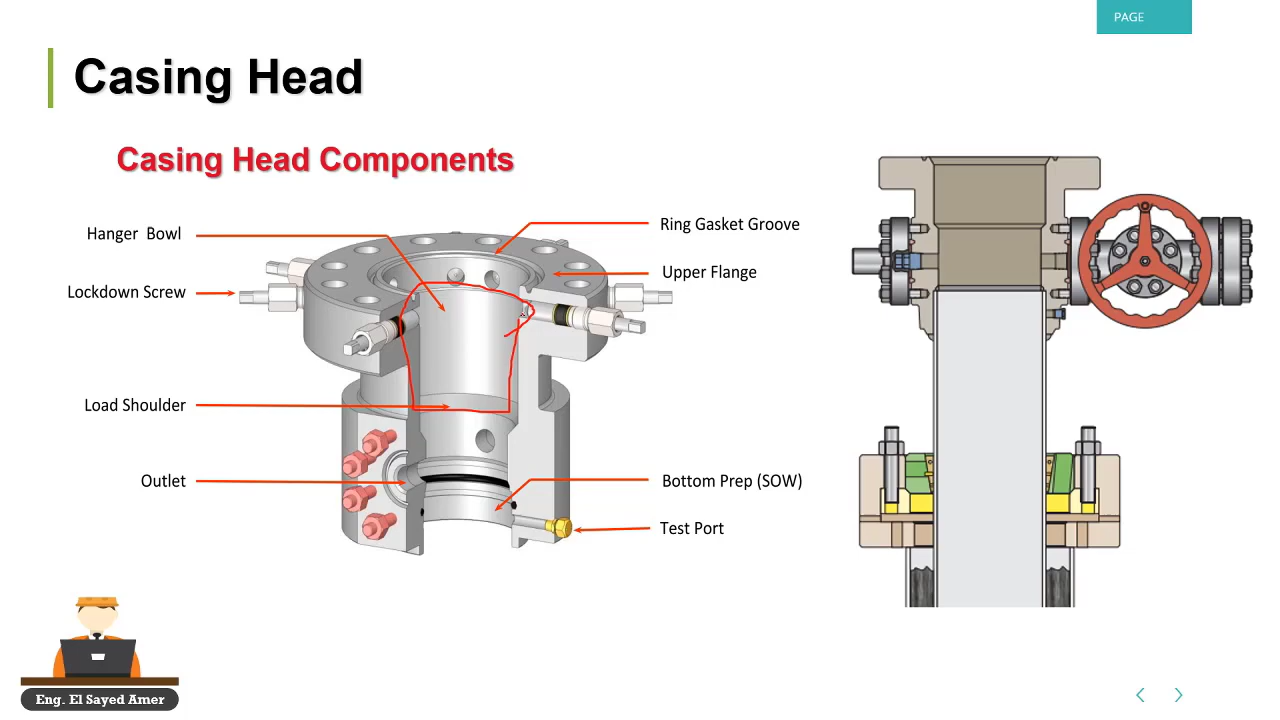 PAGE
Casing Head
Casing Head Components
Hanger Bowl
Lockdown Screw
Load Shoulder
Outlet
Ring Gasket Groove
Upper Flange
Bottom Prep (SOW)
Test Port
Eng. El Sayed Amer